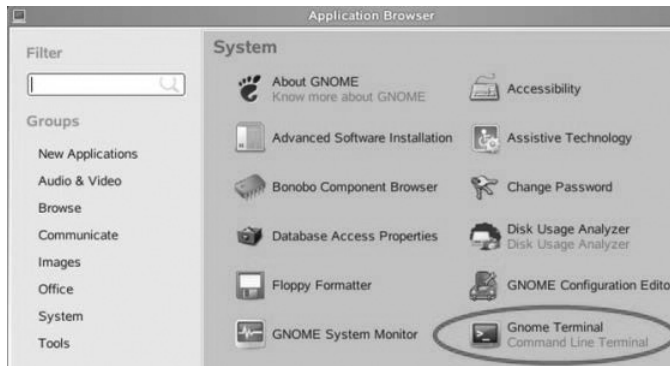 Application Browser
Filter
Groups
New Applications
Audio & Video
Browse
Communicate
Images
Office
System
Tools
System
About GNOME
Know more about GNOME
Accessibility
Advanced Software Installation
Assistive Technology
Bonobo Component Browser
Change Password
Database Access Properties
Disk Usage Analyzer
Disk Usage Analyzer
Floppy Formatter
GNOME Configuration Edito
GNOME System Monitor
Gnome Terminal
Command Line Terminal